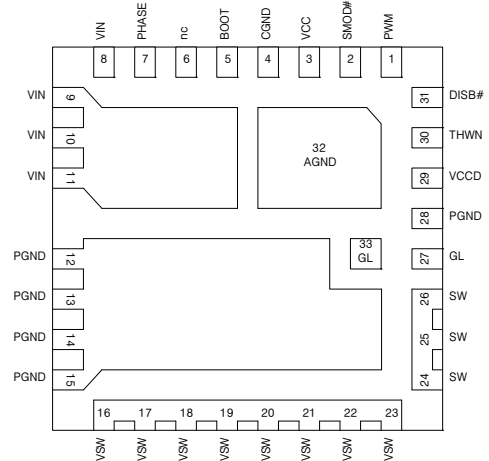 VIN PHASE nc BOOT CGND VCC SMOD# PWM
8 7 6 5 4 3 2 1
VIN 9
VIN 10
VIN 11
31 DISB#
30 THWN
29 VCCD
28 PGND
32
AGND
33
GL
27 GL
PGND 12
PGND 13
PGND 14
PGND 15
26 SW
25 SW
24 SW
16 17 18 19 20 21 22 23
VSW VSW VSW VSW VSW VSW VSW VSW